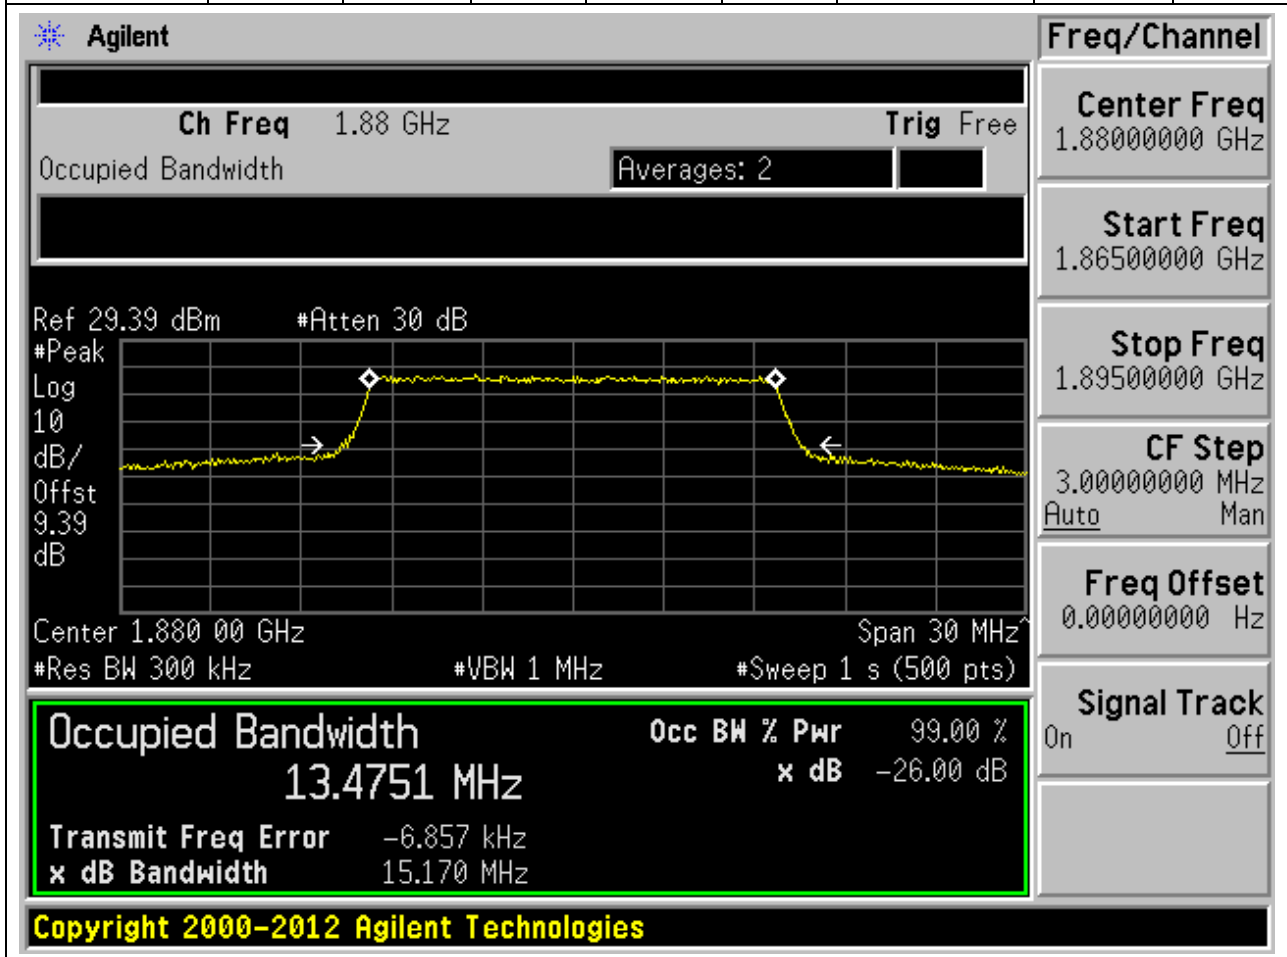 Agilent
Freq/Channel
Ch Freq 1.88 GHz Trig Free
Occupied Bandwidth Averages: 2
Center Freq
1.88000000 GHz
Start Freq
1.86500000 GHz
Stop Freq
1.89500000 GHz
CF Step
3.00000000 MHz
Auto Man
Freq Offset
0.00000000 Hz
Signal Track
On Off
Ref 29.39 dBm #Atten 30 dB
#Peak
Log
10
dB/
Offst
9.39
dB
Center 1.880 00 GHz Span 30 MHz^
#Res BW 300 kHz #VBW 1 MHz #Sweep 1 s (500 pts)
Occupied Bandwidth Occ BW % Pwr 99.00 %
13.4751 MHz x dB -26.00 dB
Transmit Freq Error -6.857 kHz
x dB Bandwidth 15.170 MHz
Copyright 2000-2012 Agilent Technologies